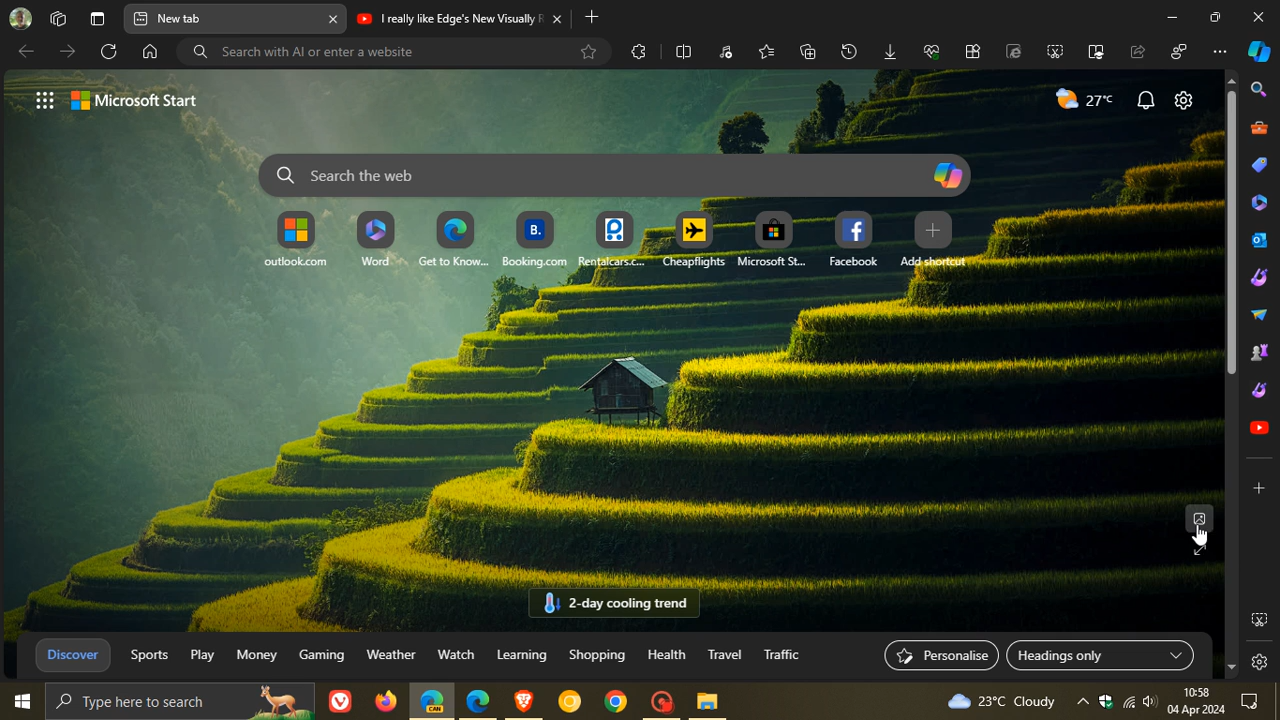 New tab
I really like Edge's New Visually R
Search with AI or enter a website
Microsoft Start
27°C
Search the web
outlook.com
Word
Get to Know...
Booking.com
Rentalcars.c...
Cheapflights
Microsoft St...
Facebook
Add shortcut
B.
2-day cooling trend
Discover
Sports
Play
Money
Gaming
Weather
Watch
Learning
Shopping
Health
Travel
Traffic
Personalise
Headings only
Type here to search
CAN
23°C Cloudy
10:58
04 Apr 2024